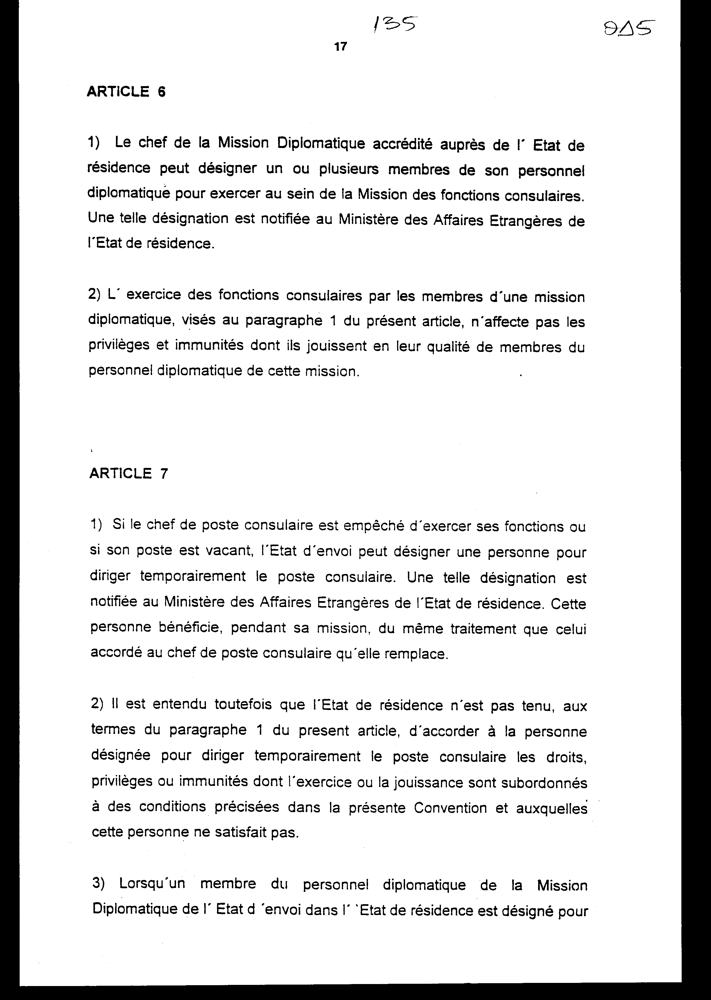 135
17
ARTICLE 6
1) Le chef de la Mission Diplomatique accrédité auprès de l´ Etat de
résidence peut désigner un ou plusieurs membres de son personnel
diplomatique pour exercer au sein de la Mission des fonctions consulaires.
Une telle désignation est notifiée au Ministère des Affaires Etrangères de
l´Etat de résidence.
2) L´ exercice des fonctions consulaires par les membres d´une mission
diplomatique, visés au paragraphe 1 du présent article, n´affecte pas les
privilèges et immunités dont ils jouissent en leur qualité de membres du
personnel diplomatique de cette mission.
ARTICLE 7
1) Si le chef de poste consulaire est empêché d´exercer ses fonctions ou
si son poste est vacant, l´Etat d´envoi peut désigner une personne pour
diriger temporairement le poste consulaire. Une telle désignation est
notifiée au Ministère des Affaires Etrangères de l´Etat de résidence. Cette
personne bénéficie, pendant sa mission, du même traitement que celui
accordé au chef de poste consulaire qu´elle remplace.
2) Il est entendu toutefois que l´Etat de résidence n´est pas tenu, aux
termes du paragraphe 1 du present article, d´accorder à la personne
désignée pour diriger temporairement le poste consulaire les droits,
privilèges ou immunités dont l´exercice ou la jouissance sont subordonnés
à des conditions précisées dans la présente Convention et auxquelles
cette personne ne satisfait pas.
3) Lorsqu´un membre du personnel diplomatique de la Mission
Diplomatique de l´ Etat d ´envoi dans l´ `Etat de résidence est désigné pour